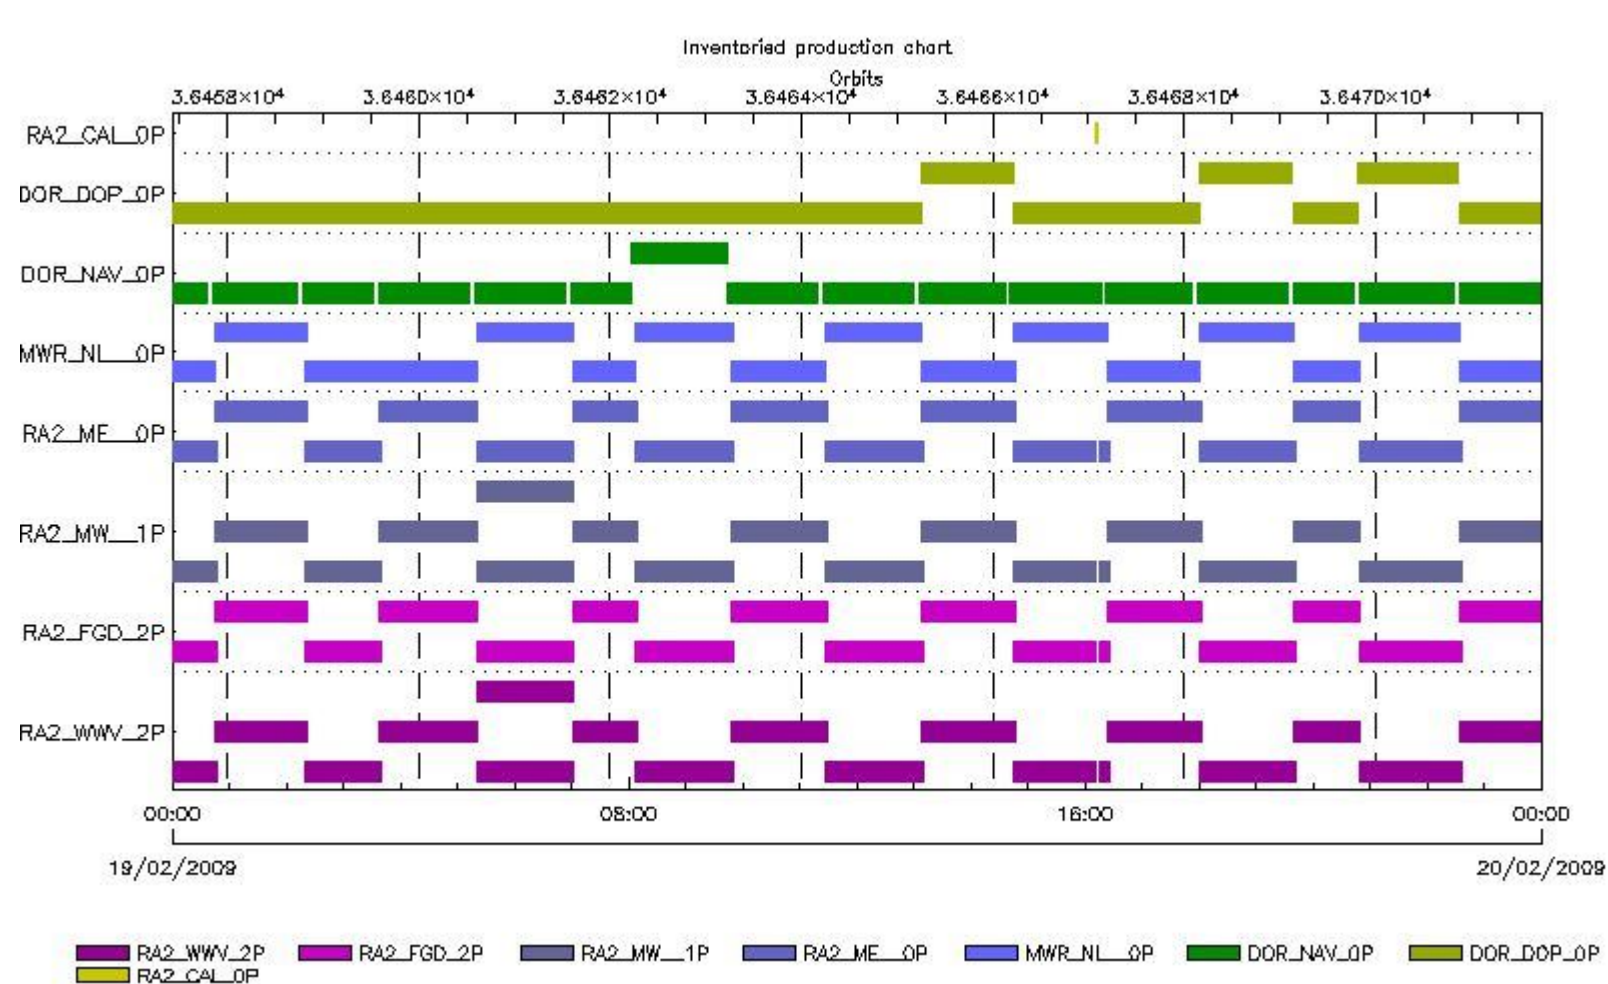 Inventoried production chart
Orbits
3.6458×10⁴ 3.6460×10⁴ 3.6462×10⁴ 3.6464×10⁴ 3.6466×10⁴ 3.6468×10⁴ 3.6470×10⁴
RA2_CAL_0P
DOR_DOP_0P
DOR_NAV_0P
MWR_NL__0P
RA2_ME__0P
RA2_MW__1P
RA2_FGD_2P
RA2_WWV_2P
00:00 08:00 16:00 00:00
19/02/2009 20/02/2009
RA2_WWV_2P RA2_FGD_2P RA2_MW__1P RA2_ME__0P MWR_NL__0P DOR_NAV_0P DOR_DOP_0P
RA2_CAL_0P